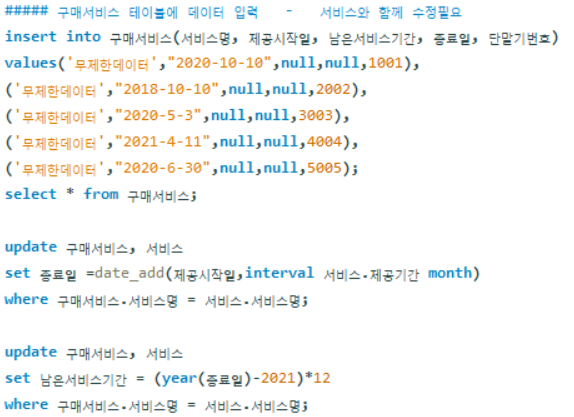 ##### 구매서비스 테이블에 데이터 입력 - 서비스와 함께 수정필요
insert into 구매서비스(서비스명, 제공시작일, 남은서비스기간, 종료일, 단말기번호)
values('무제한데이터',"2020-10-10",null,null,1001),
('무제한데이터',"2018-10-10",null,null,2002),
('무제한데이터',"2020-5-3",null,null,3003),
('무제한데이터',"2021-4-11",null,null,4004),
('무제한데이터',"2020-6-30",null,null,5005);
select * from 구매서비스;
update 구매서비스, 서비스
set 종료일 =date_add(제공시작일,interval 서비스.제공기간 month)
where 구매서비스.서비스명 = 서비스.서비스명;
update 구매서비스, 서비스
set 남은서비스기간 = (year(종료일)-2021)*12
where 구매서비스.서비스명 = 서비스.서비스명;